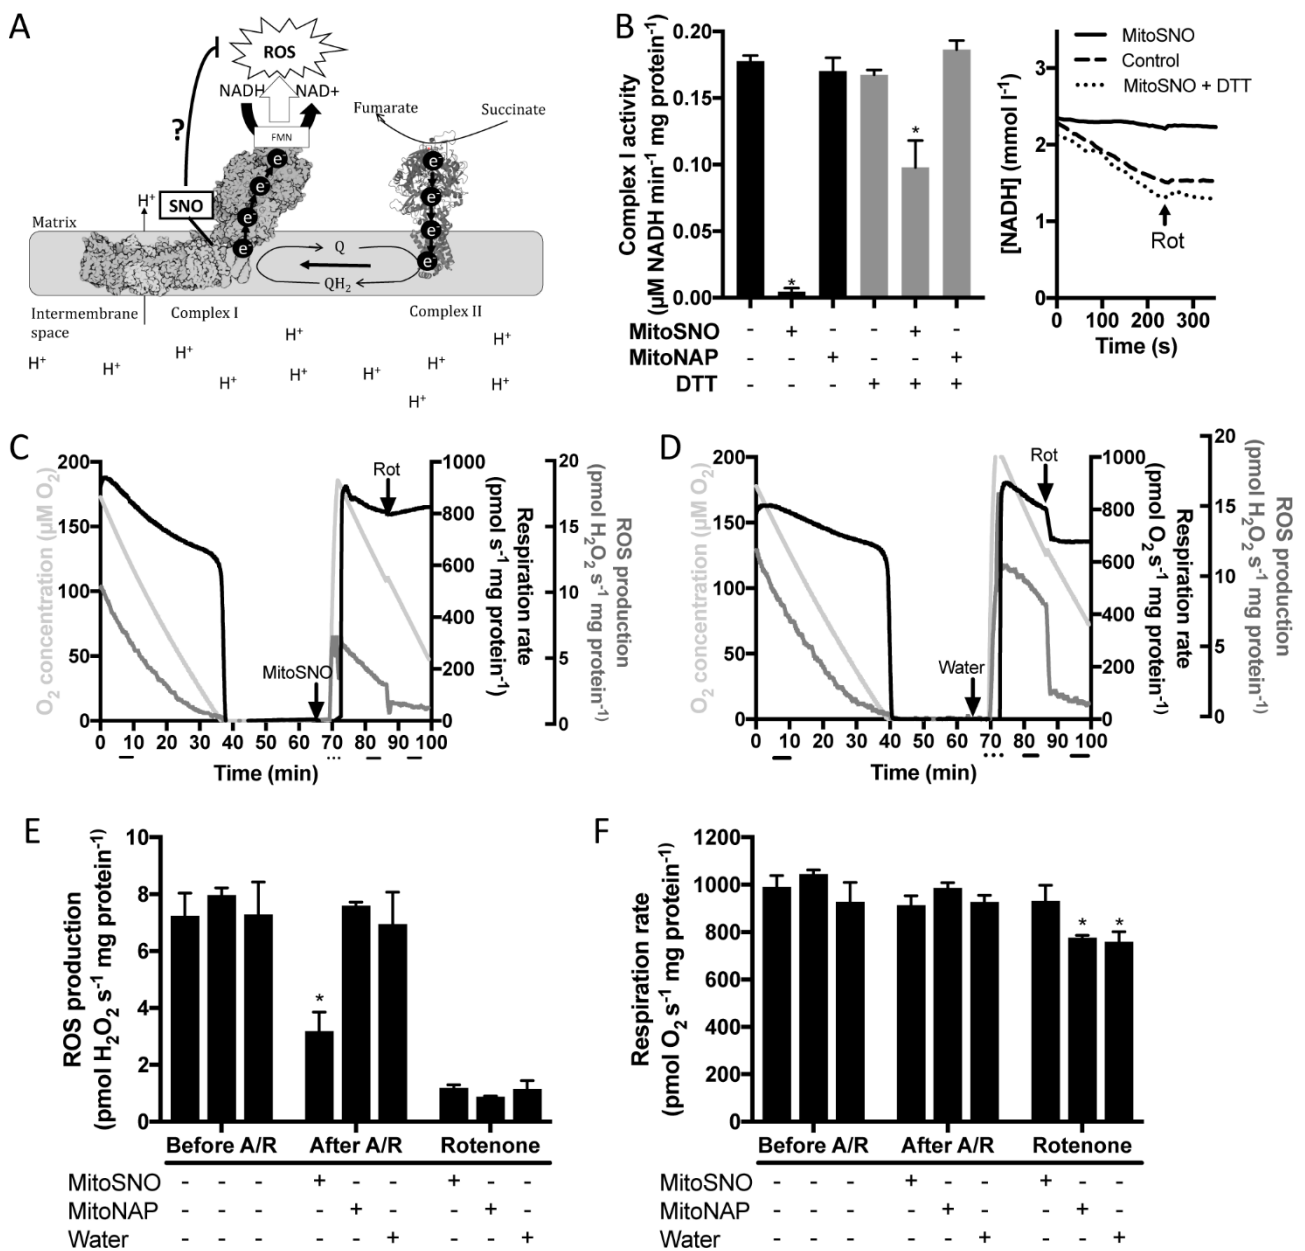 A
ROS
NADH NAD+
FMN
?
SNO
H⁺
Matrix
Fumarate Succinate
e⁻ e⁻ e⁻ e⁻
e⁻ e⁻ e⁻ e⁻
Q
QH₂
Intermembrane
space
Complex I
Complex II
H⁺ H⁺ H⁺ H⁺ H⁺ H⁺ H⁺ H⁺ H⁺ H⁺
B
Complex I activity
(µM NADH min⁻¹ mg protein⁻¹)
0.20
0.15
0.10
0.05
0.00
* *
MitoSNO - + - - + -
MitoNAP - - + - - +
DTT - - - + + +
MitoSNO
Control
MitoSNO + DTT
[NADH] (mmol l⁻¹)
3
2
1
0
Rot
0 100 200 300
Time (s)
C
O₂ concentration (µM O₂)
200
150
100
50
0
MitoSNO
Rot
1000
800
600
400
200
0
Respiration rate
(pmol s⁻¹ mg protein⁻¹)
20
15
10
5
0
ROS production
(pmol H₂O₂ s⁻¹ mg protein⁻¹)
0 10 20 30 40 50 60 70 80 90 100
Time (min)
D
O₂ concentration (µM O₂)
200
150
100
50
0
Water
Rot
1000
800
600
400
200
0
Respiration rate
(pmol O₂ s⁻¹ mg protein⁻¹)
20
15
10
5
0
ROS production
(pmol H₂O₂ s⁻¹ mg protein⁻¹)
0 10 20 30 40 50 60 70 80 90 100
Time (min)
E
ROS production
(pmol H₂O₂ s⁻¹ mg protein⁻¹)
10
8
6
4
2
0
*
Before A/R After A/R Rotenone
MitoSNO - - - + - - + - -
MitoNAP - - - - + - - + -
Water - - - - - + - - +
F
Respiration rate
(pmol O₂ s⁻¹ mg protein⁻¹)
1200
1000
800
600
400
200
0
* *
Before A/R After A/R Rotenone
MitoSNO - - - + - - + - -
MitoNAP - - - - + - - + -
Water - - - - - + - - +